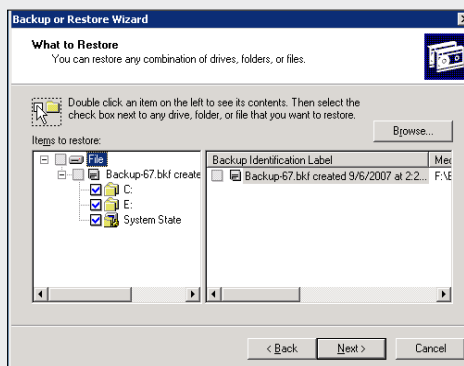 Backup or Restore Wizard
What to Restore
You can restore any combination of drives, folders, or files.
Double click an item on the left to see its contents. Then select the
check box next to any drive, folder, or file that you want to restore.
Browse...
Items to restore:
File
Backup-67.bkf create
C:
E:
System State
Backup Identification Label Mec
Backup-67.bkf created 9/6/2007 at 2:2... F:\E
< Back Next > Cancel